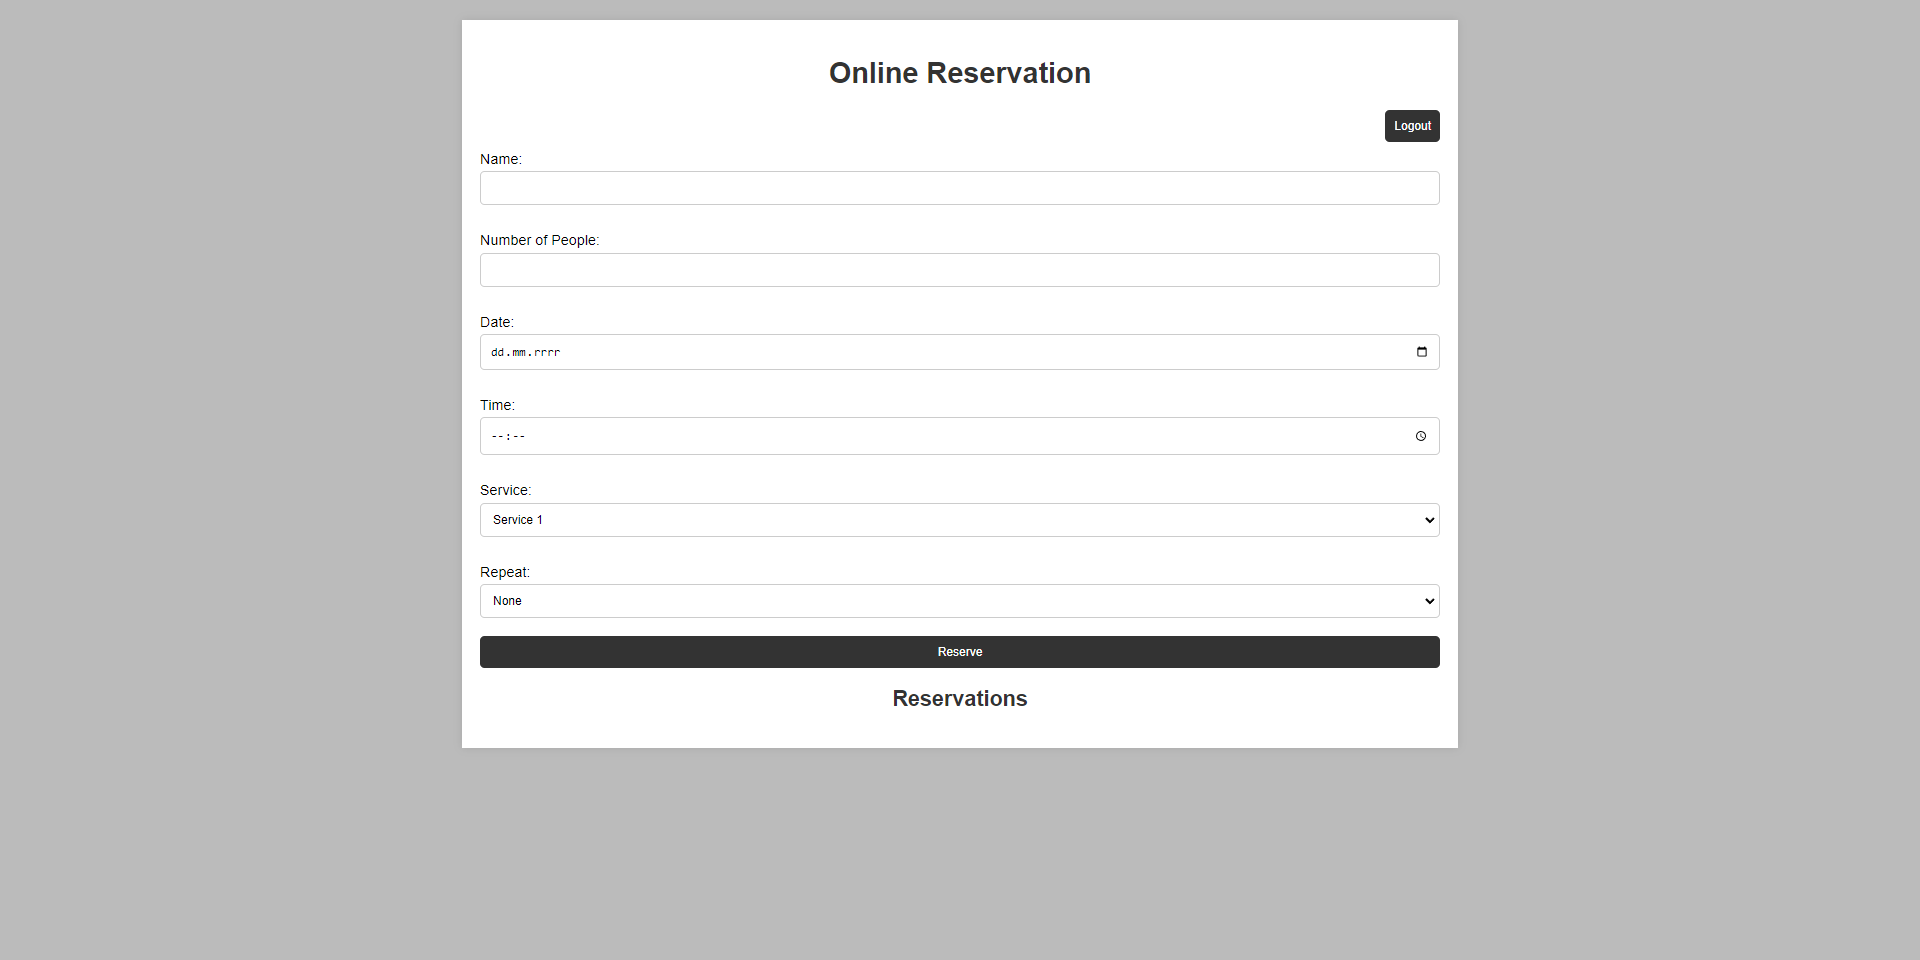 Online Reservation
Logout
Name:
Number of People:
Date:
dd.mm.rrrr
Time:
--:--
Service:
Service 1
Repeat:
None
Reserve
Reservations